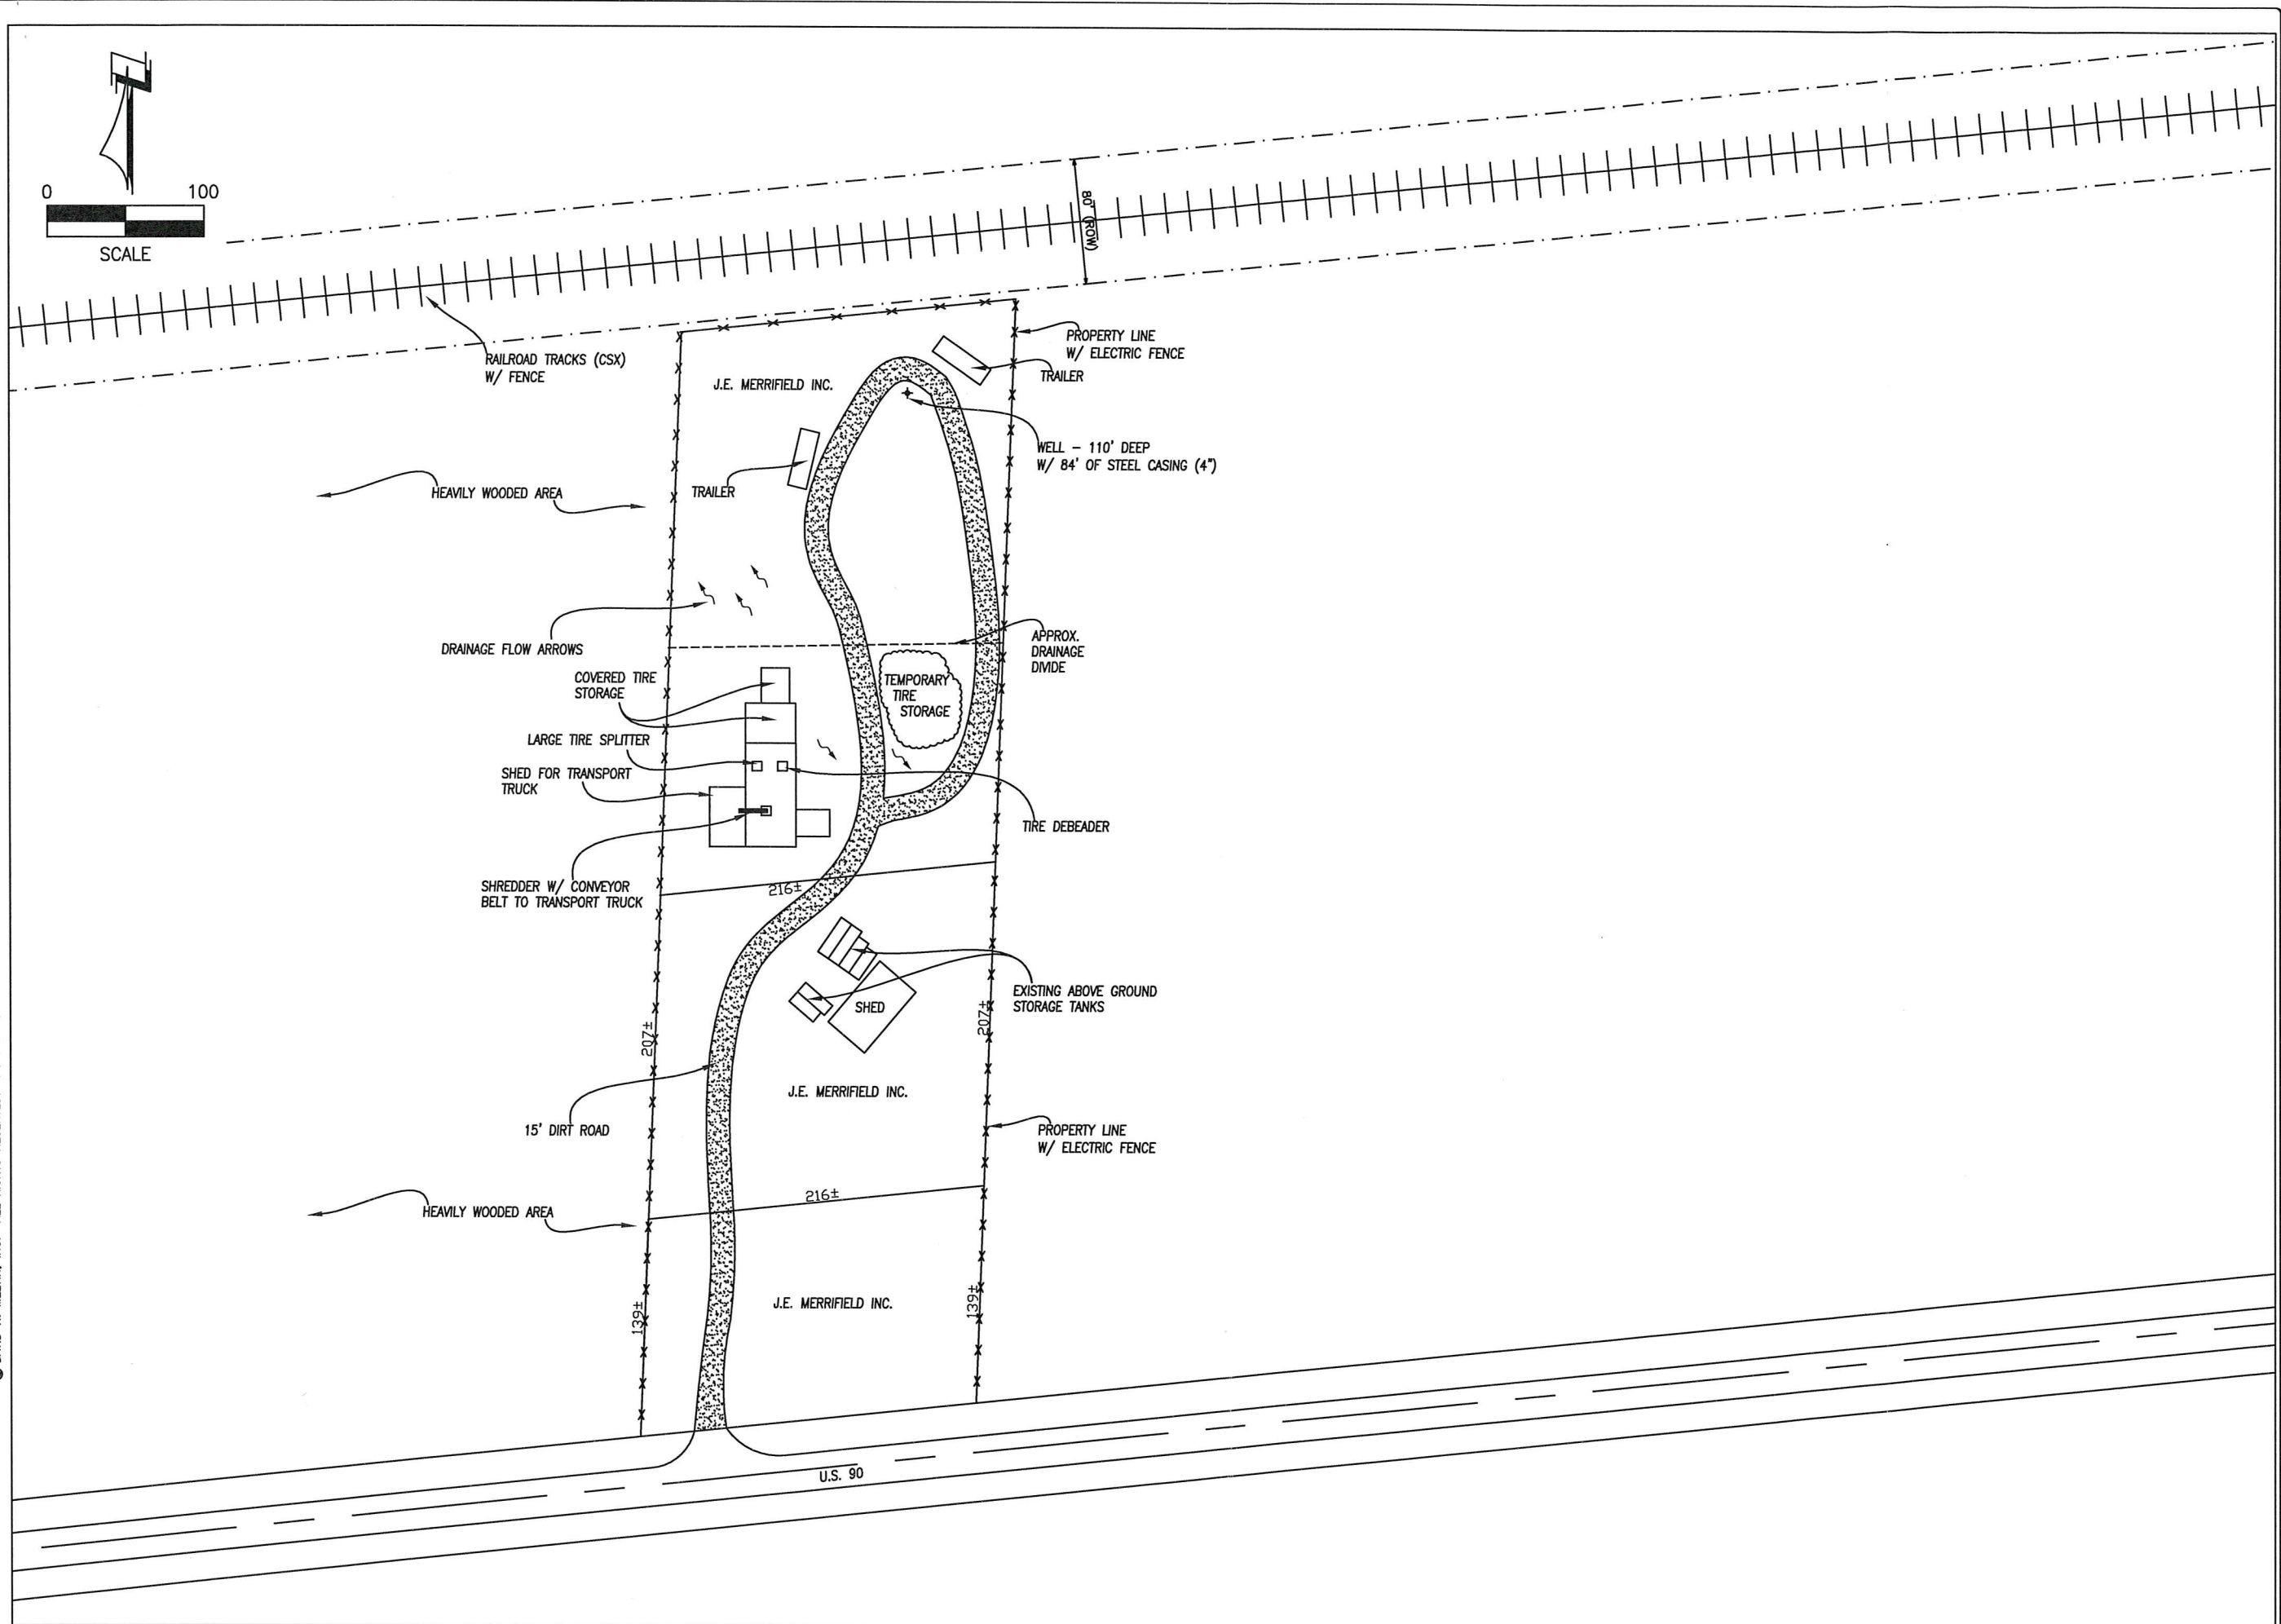 N
0 100
SCALE
80' (ROW)
RAILROAD TRACKS (CSX)
W/ FENCE
PROPERTY LINE
W/ ELECTRIC FENCE
TRAILER
J.E. MERRIFIELD INC.
WELL - 110' DEEP
W/ 84' OF STEEL CASING (4")
HEAVILY WOODED AREA
TRAILER
DRAINAGE FLOW ARROWS
APPROX.
DRAINAGE
DIVIDE
COVERED TIRE
STORAGE
TEMPORARY
TIRE
STORAGE
LARGE TIRE SPLITTER
SHED FOR TRANSPORT
TRUCK
TIRE DEBEADER
SHREDDER W/ CONVEYOR
BELT TO TRANSPORT TRUCK
216±
EXISTING ABOVE GROUND
STORAGE TANKS
SHED
207±
207±
J.E. MERRIFIELD INC.
15' DIRT ROAD
PROPERTY LINE
W/ ELECTRIC FENCE
216±
HEAVILY WOODED AREA
139±
139±
J.E. MERRIFIELD INC.
U.S. 90